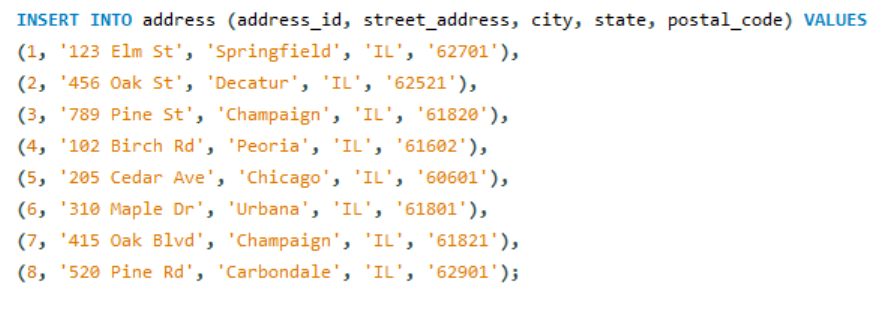 INSERT INTO address (address_id, street_address, city, state, postal_code) VALUES
(1, '123 Elm St', 'Springfield', 'IL', '62701'),
(2, '456 Oak St', 'Decatur', 'IL', '62521'),
(3, '789 Pine St', 'Champaign', 'IL', '61820'),
(4, '102 Birch Rd', 'Peoria', 'IL', '61602'),
(5, '205 Cedar Ave', 'Chicago', 'IL', '60601'),
(6, '310 Maple Dr', 'Urbana', 'IL', '61801'),
(7, '415 Oak Blvd', 'Champaign', 'IL', '61821'),
(8, '520 Pine Rd', 'Carbondale', 'IL', '62901');